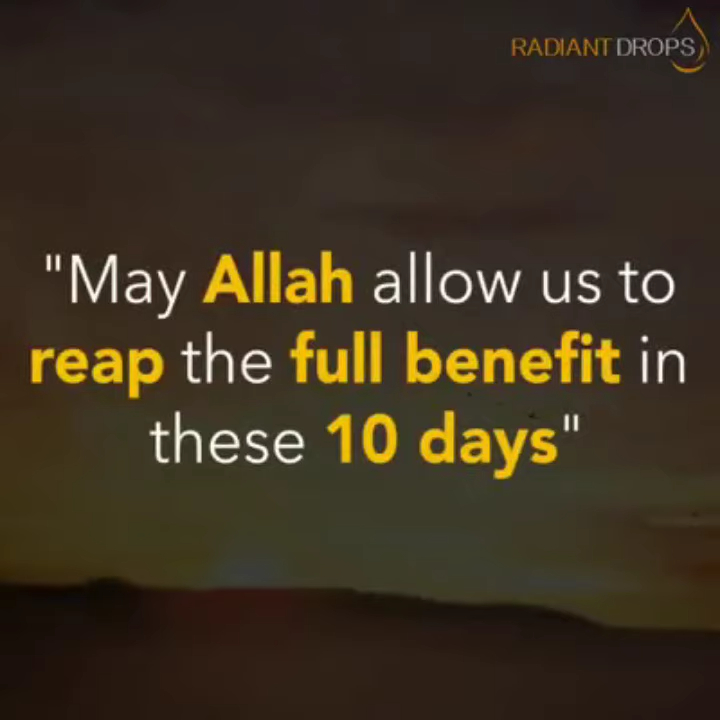 RADIANT DROPS
"May Allah allow us to
reap the full benefit in
these 10 days"